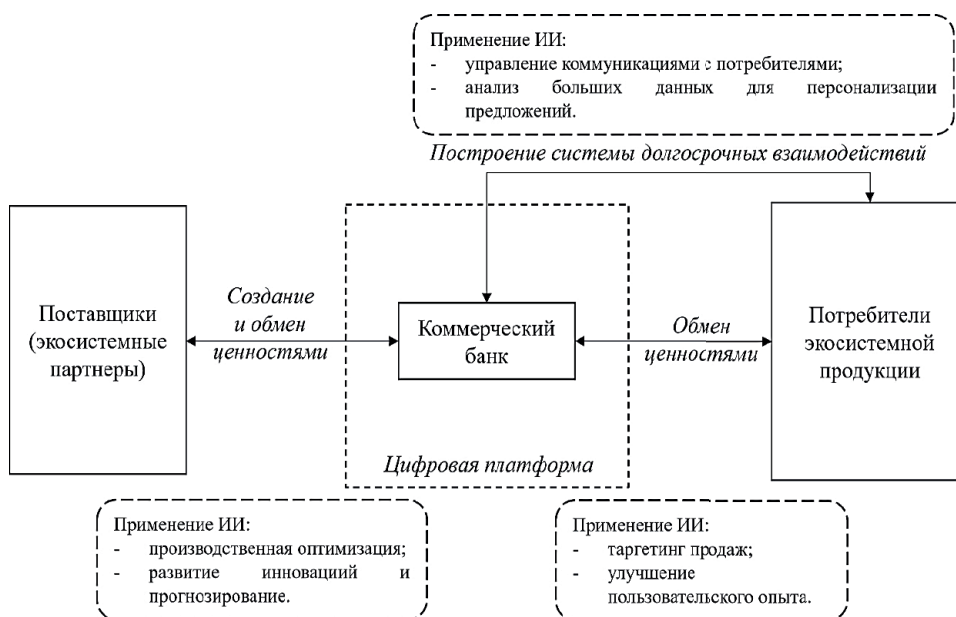 Применение ИИ:
- управление коммуникациями с потребителями;
- анализ больших данных для персонализации
предложений.
Построение системы долгосрочных взаимодействий
Поставщики
(экосистемные
партнеры)
Создание
и обмен
ценностями
Коммерческий
банк
Обмен
ценностями
Потребители
экосистемной
продукции
Цифровая платформа
Применение ИИ:
- производственная оптимизация;
- развитие инновациий и
прогнозирование.
Применение ИИ:
- таргетинг продаж;
- улучшение
пользовательского опыта.